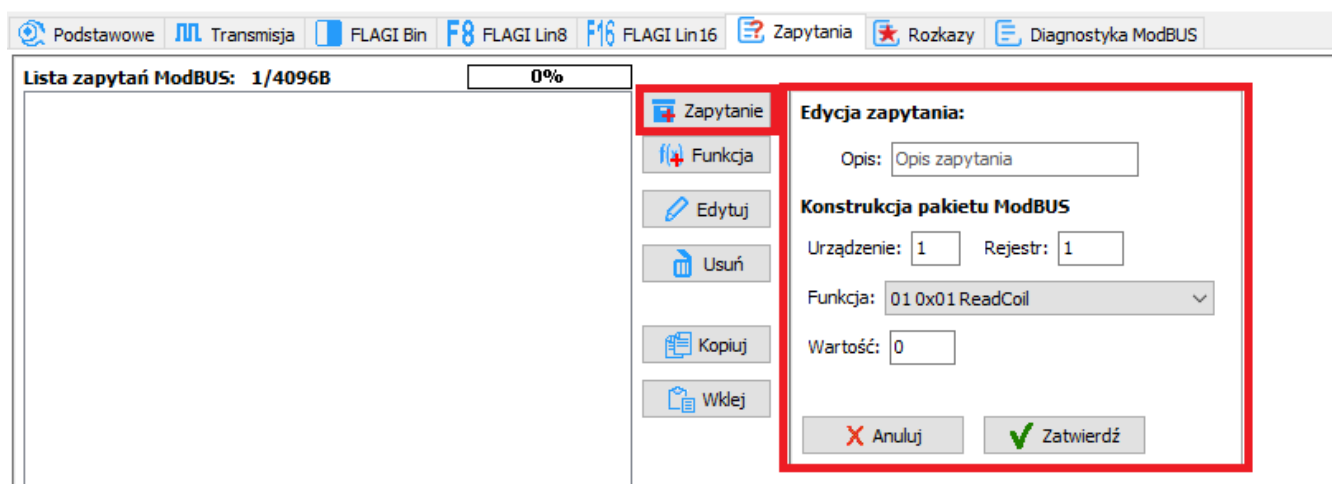 Podstawowe Transmisja FLAGI Bin F8 FLAGI Lin8 F16 FLAGI Lin16 Zapytania Rozkazy Diagnostyka ModBUS
Lista zapytań ModBUS: 1/4096B 0%
Zapytanie
f(x) Funkcja
Edytuj
Usuń
Kopiuj
Wklej
Edycja zapytania:
Opis: Opis zapytania
Konstrukcja pakietu ModBUS
Urządzenie: 1 Rejestr: 1
Funkcja: 01 0x01 ReadCoil
Wartość: 0
Anuluj Zatwierdź